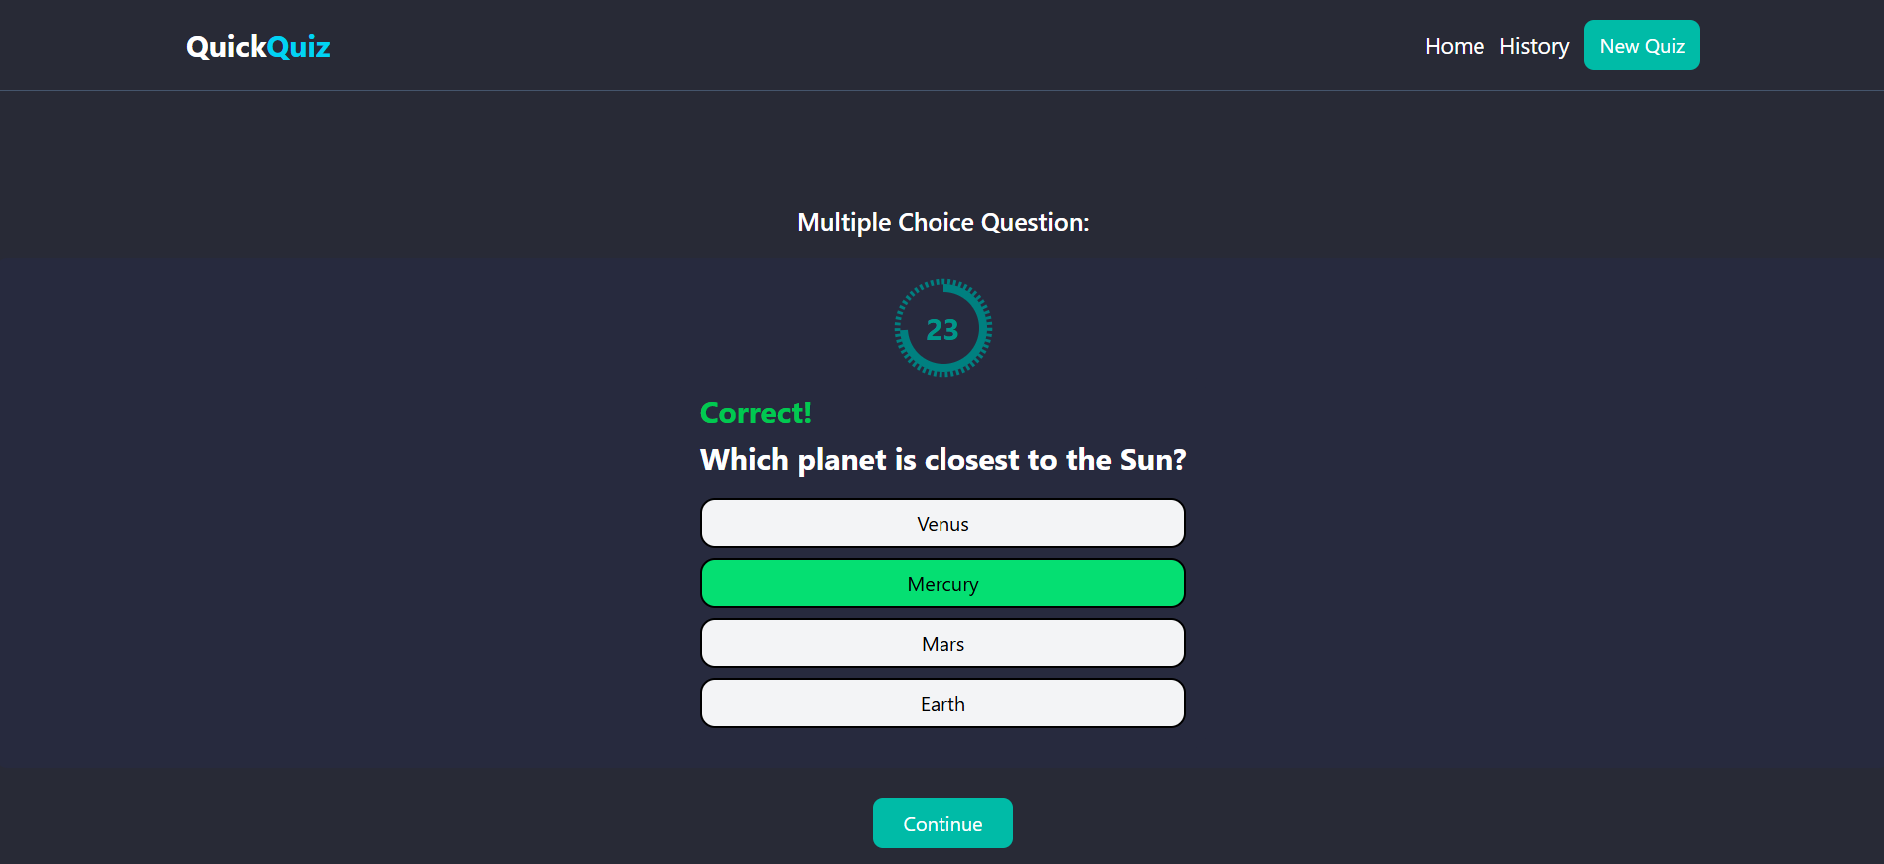 QuickQuiz
Home History New Quiz
Multiple Choice Question:
23
Correct!
Which planet is closest to the Sun?
Venus
Mercury
Mars
Earth
Continue